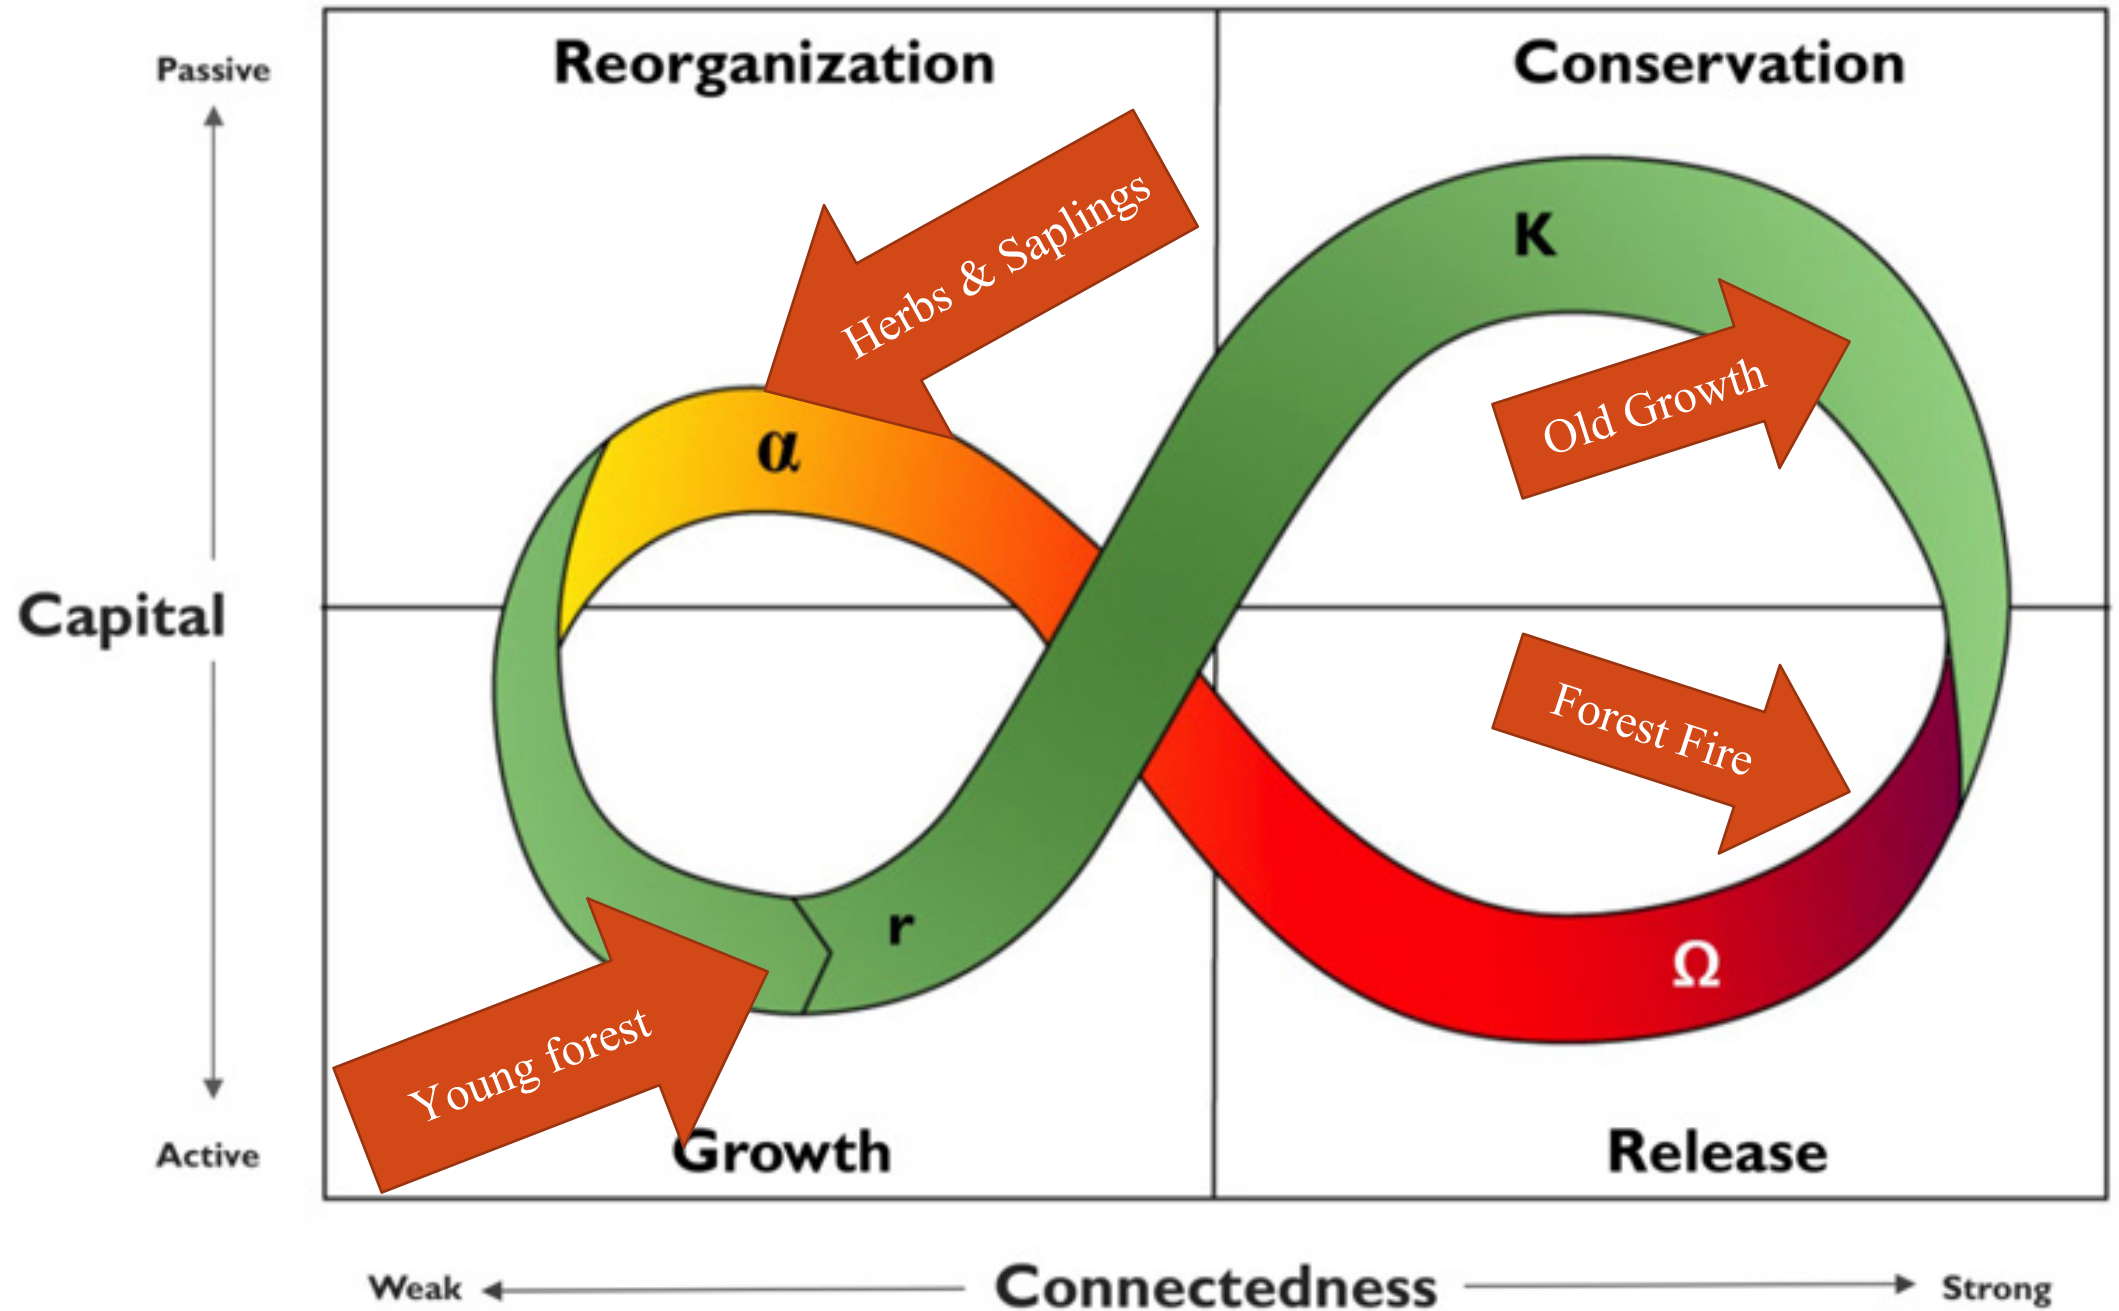 Reorganization
Conservation
Passive
Herbs & Saplings
K
α
Old Growth
Capital
Forest Fire
r
Ω
Young forest
Active
Growth
Release
Weak
Connectedness
Strong